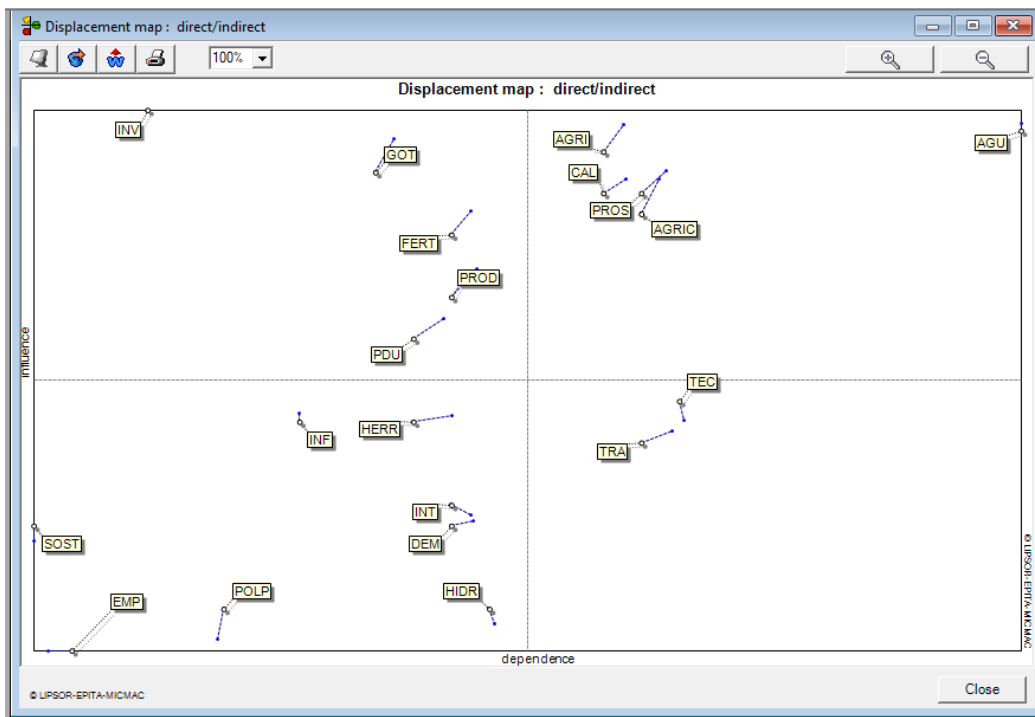 Displacement map : direct/indirect
100%
Displacement map : direct/indirect
INV
GOT
AGRI
AGU
CAL
PROS
AGRIC
FERT
PROD
PDU
influence
TEC
INF
HERR
TRA
INT
SOST
DEM
EMP
POLP
HIDR
© LIPSOR-EPITA-MICMAC
dependence
© LIPSOR-EPITA-MICMAC
Close